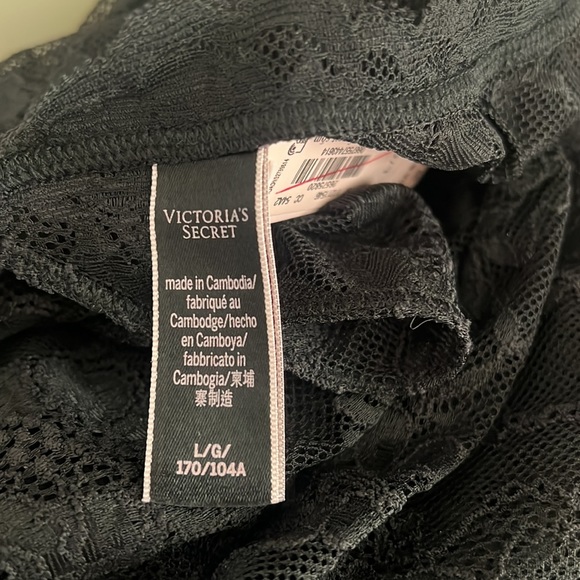 VICTORIA'S
SECRET
made in Cambodia/
fabriqué au
Cambodge/hecho
en Camboya/
fabbricato in
Cambogia/柬埔
寨制造
L/G/
170/104A